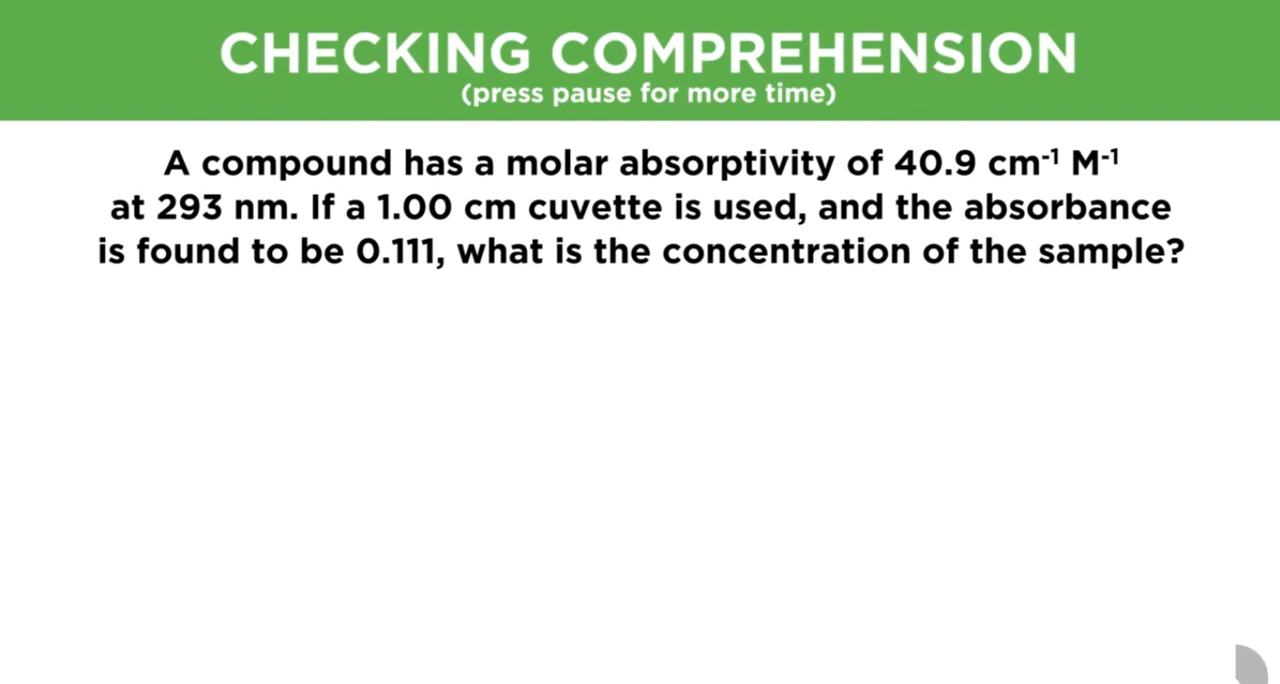 CHECKING COMPREHENSION
(press pause for more time)
A compound has a molar absorptivity of 40.9 cm⁻¹ M⁻¹
at 293 nm. If a 1.00 cm cuvette is used, and the absorbance
is found to be 0.111, what is the concentration of the sample?